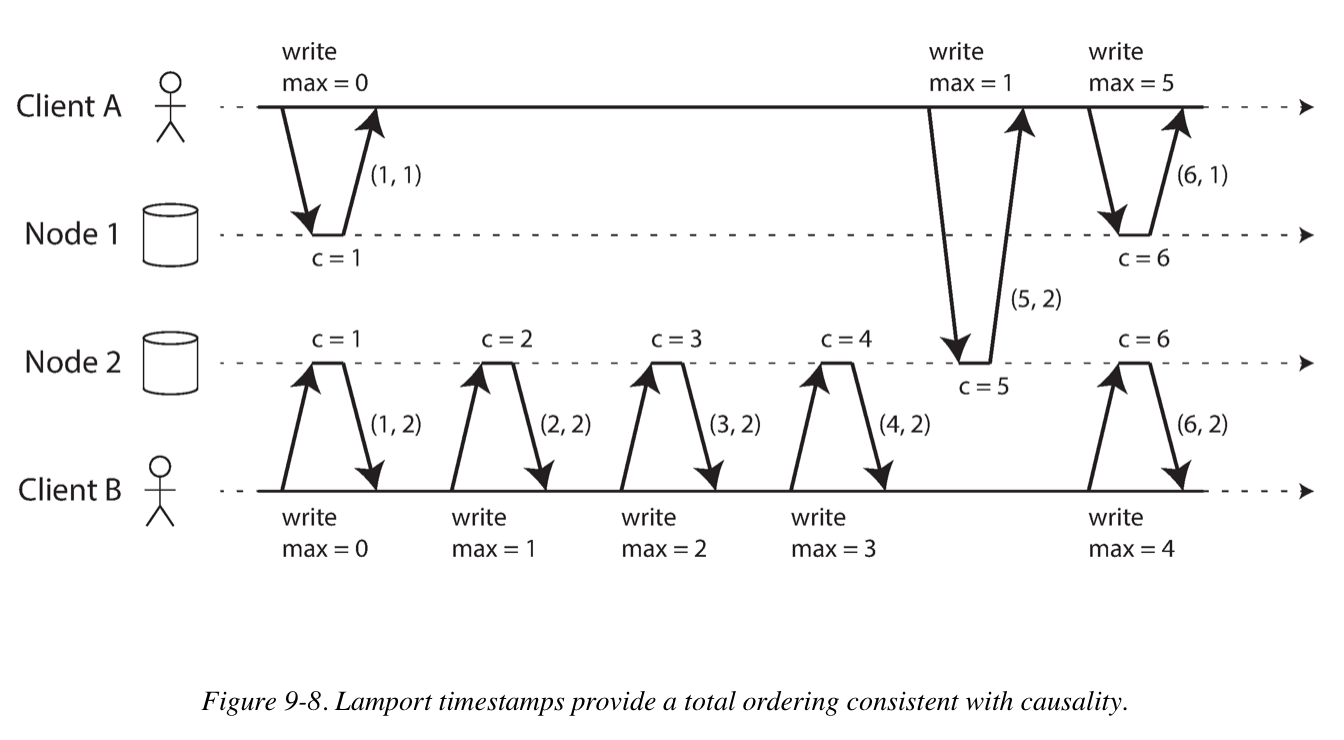 write
max = 0
write
max = 1
write
max = 5
Client A
(1, 1)
(6, 1)
Node 1
c = 1
c = 6
(5, 2)
c = 1
c = 2
c = 3
c = 4
c = 6
Node 2
c = 5
(1, 2)
(2, 2)
(3, 2)
(4, 2)
(6, 2)
Client B
write
max = 0
write
max = 1
write
max = 2
write
max = 3
write
max = 4
Figure 9-8. Lamport timestamps provide a total ordering consistent with causality.